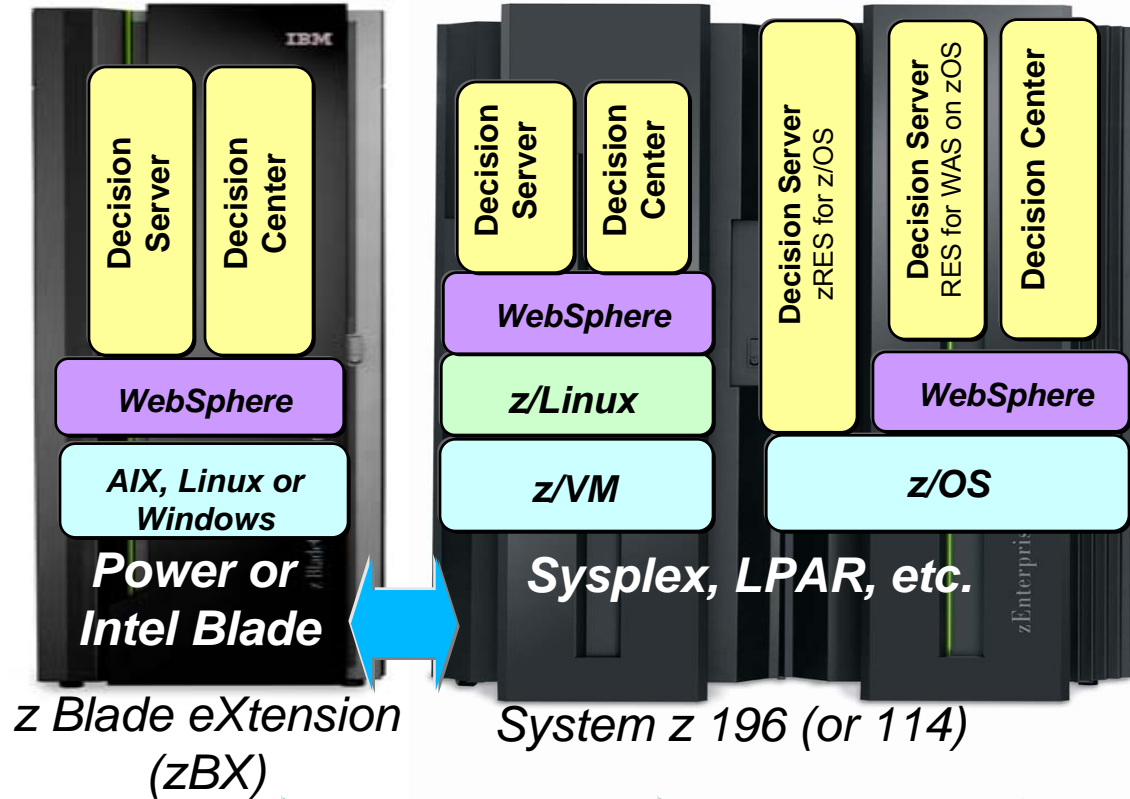 IBM
Decision
Server
Decision
Center
WebSphere
AIX, Linux or
Windows
Power or
Intel Blade
z Blade eXtension
(zBX)
Decision
Server
Decision
Center
WebSphere
z/Linux
z/VM
Decision Server
zRES for z/OS
Decision Server
RES for WAS on zOS
Decision Center
WebSphere
z/OS
Sysplex, LPAR, etc.
System z 196 (or 114)